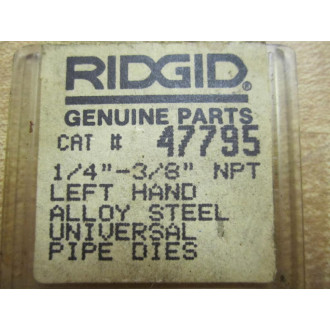 RIDGID®
GENUINE PARTS
CAT # 47795
1/4"-3/8" NPT
LEFT HAND
ALLOY STEEL
UNIVERSAL
PIPE DIES